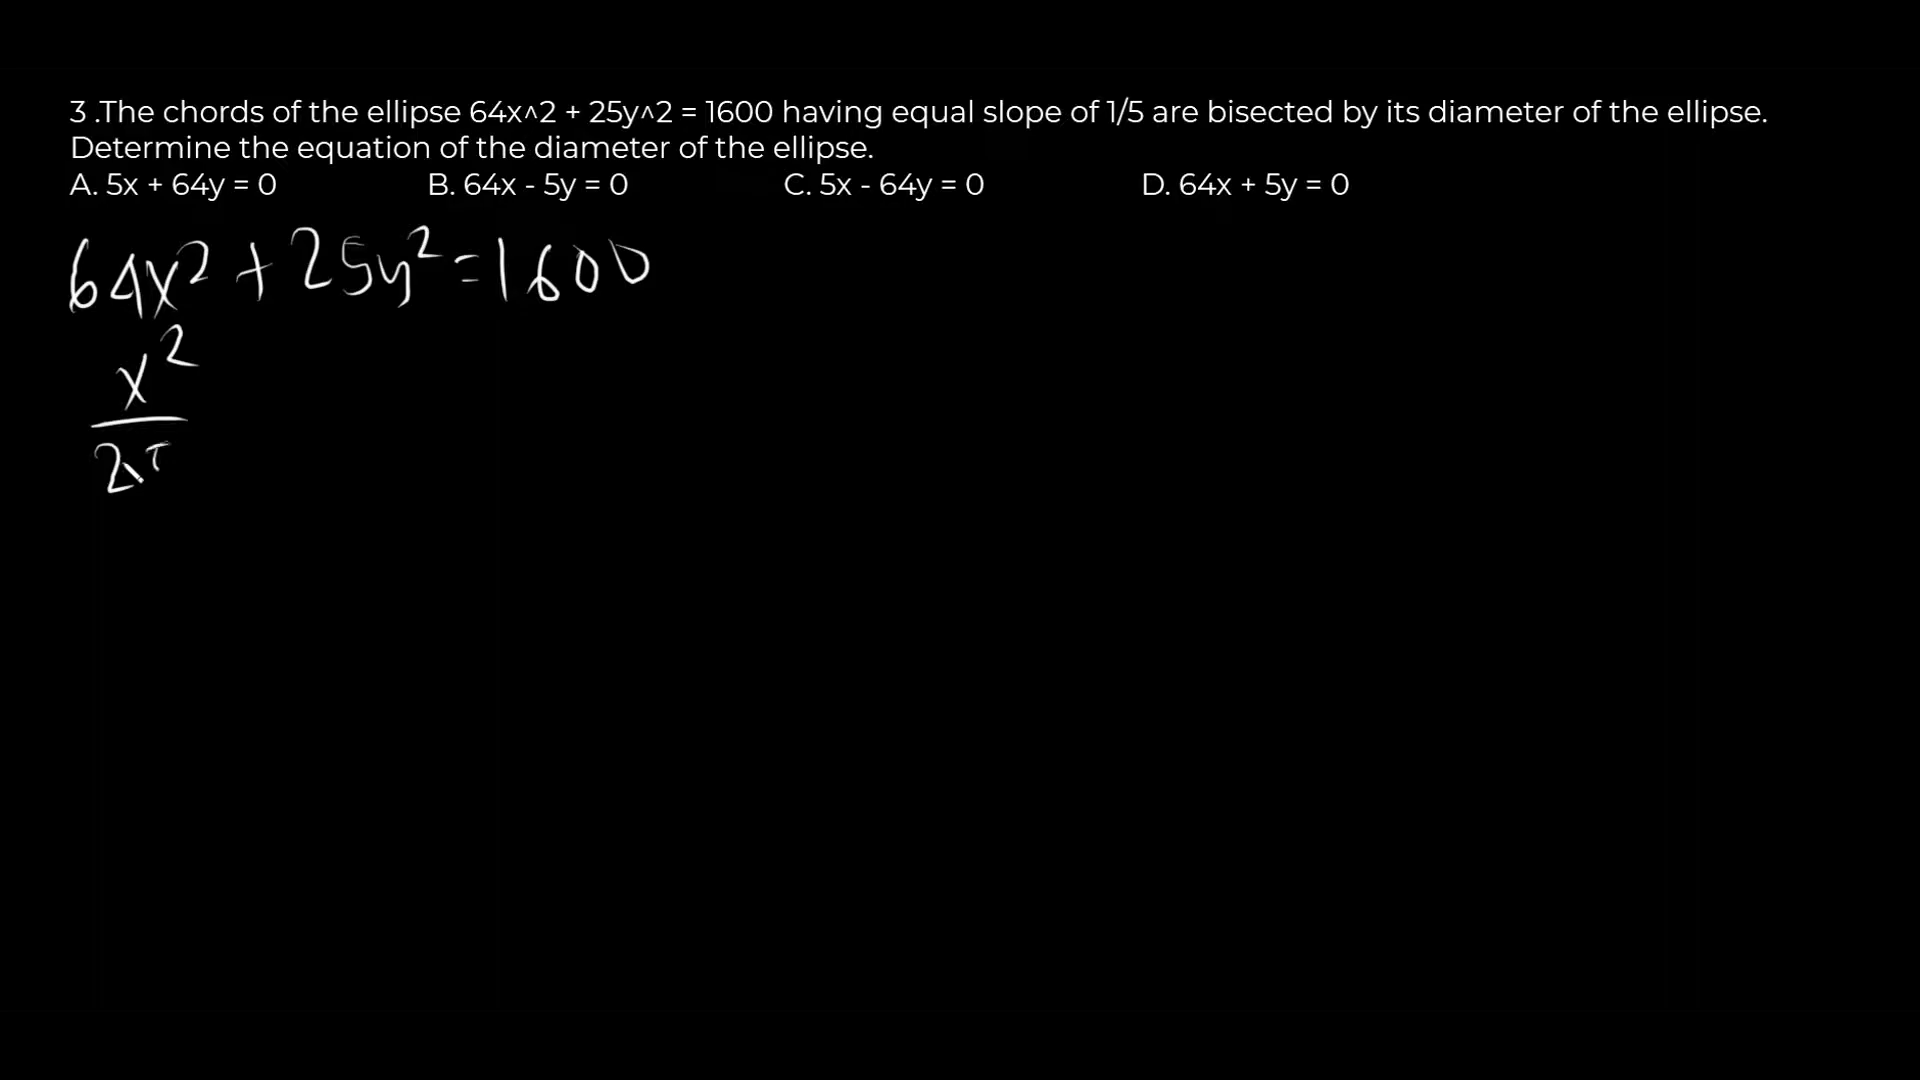 3 .The chords of the ellipse 64x^2 + 25y^2 = 1600 having equal slope of 1/5 are bisected by its diameter of the ellipse.
Determine the equation of the diameter of the ellipse.
A. 5x + 64y = 0 B. 64x - 5y = 0 C. 5x - 64y = 0 D. 64x + 5y = 0
64x² + 25y² = 1600
x²
2